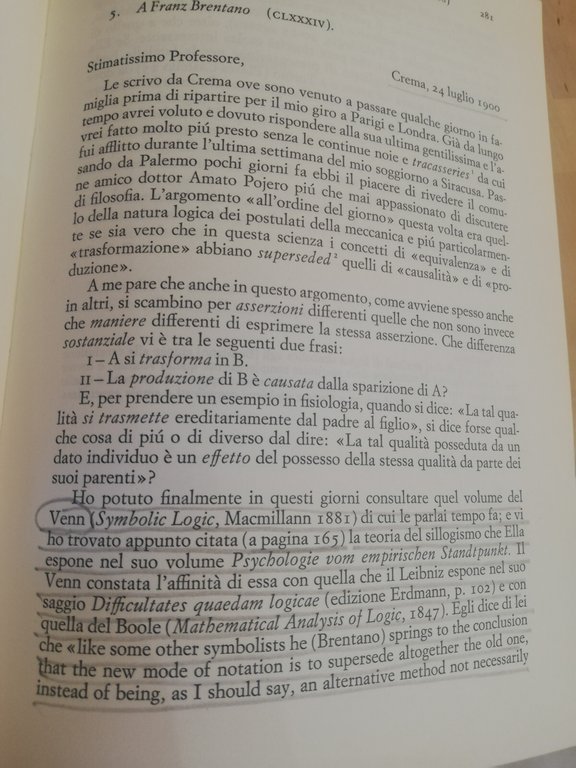 281
5. A Franz Brentano (CLXXXIV).
Stimatissimo Professore,
Crema, 24 luglio 1900
Le scrivo da Crema ove sono venuto a passare qualche giorno in fa-
miglia prima di ripartire per il mio giro a Parigi e Londra. Già da lungo
tempo avrei voluto e dovuto rispondere alla sua ultima gentilissima e l'a-
vrei fatto molto piú presto senza le continue noie e tracasseries¹ da cui
fui afflitto durante l'ultima settimana del mio soggiorno a Siracusa. Pas-
sando da Palermo pochi giorni fa ebbi il piacere di rivedere il comu-
ne amico dottor Amato Pojero piú che mai appassionato di discutere
di filosofia. L'argomento «all'ordine del giorno» questa volta era quel-
lo della natura logica dei postulati della meccanica e piú particolarmen-
te se sia vero che in questa scienza i concetti di «equivalenza» e di
«trasformazione» abbiano superseded² quelli di «causalità» e di «pro-
duzione».
A me pare che anche in questo argomento, come avviene spesso anche
in altri, si scambino per asserzioni differenti quelle che non sono invece
che maniere differenti di esprimere la stessa asserzione. Che differenza
sostanziale vi è tra le seguenti due frasi:
I – A si trasforma in B.
II – La produzione di B è causata dalla sparizione di A?
E, per prendere un esempio in fisiologia, quando si dice: «La tal qua-
lità si trasmette ereditariamente dal padre al figlio», si dice forse qual-
che cosa di piú o di diverso dal dire: «La tal qualità posseduta da un
dato individuo è un effetto del possesso della stessa qualità da parte dei
suoi parenti»?
Ho potuto finalmente in questi giorni consultare quel volume del
Venn (Symbolic Logic, Macmillann 1881) di cui le parlai tempo fa; e vi
ho trovato appunto citata (a pagina 165) la teoria del sillogismo che Ella
espone nel suo volume Psychologie vom empirischen Standtpunkt. Il
Venn constata l'affinità di essa con quella che il Leibniz espone nel suo
saggio Difficultates quaedam logicae (edizione Erdmann, p. 102) e con
quella del Boole (Mathematical Analysis of Logic, 1847). Egli dice di lei
che «like some other symbolists he (Brentano) springs to the conclusion
that the new mode of notation is to supersede altogether the old one,
instead of being, as I should say, an alternative method not necessarily